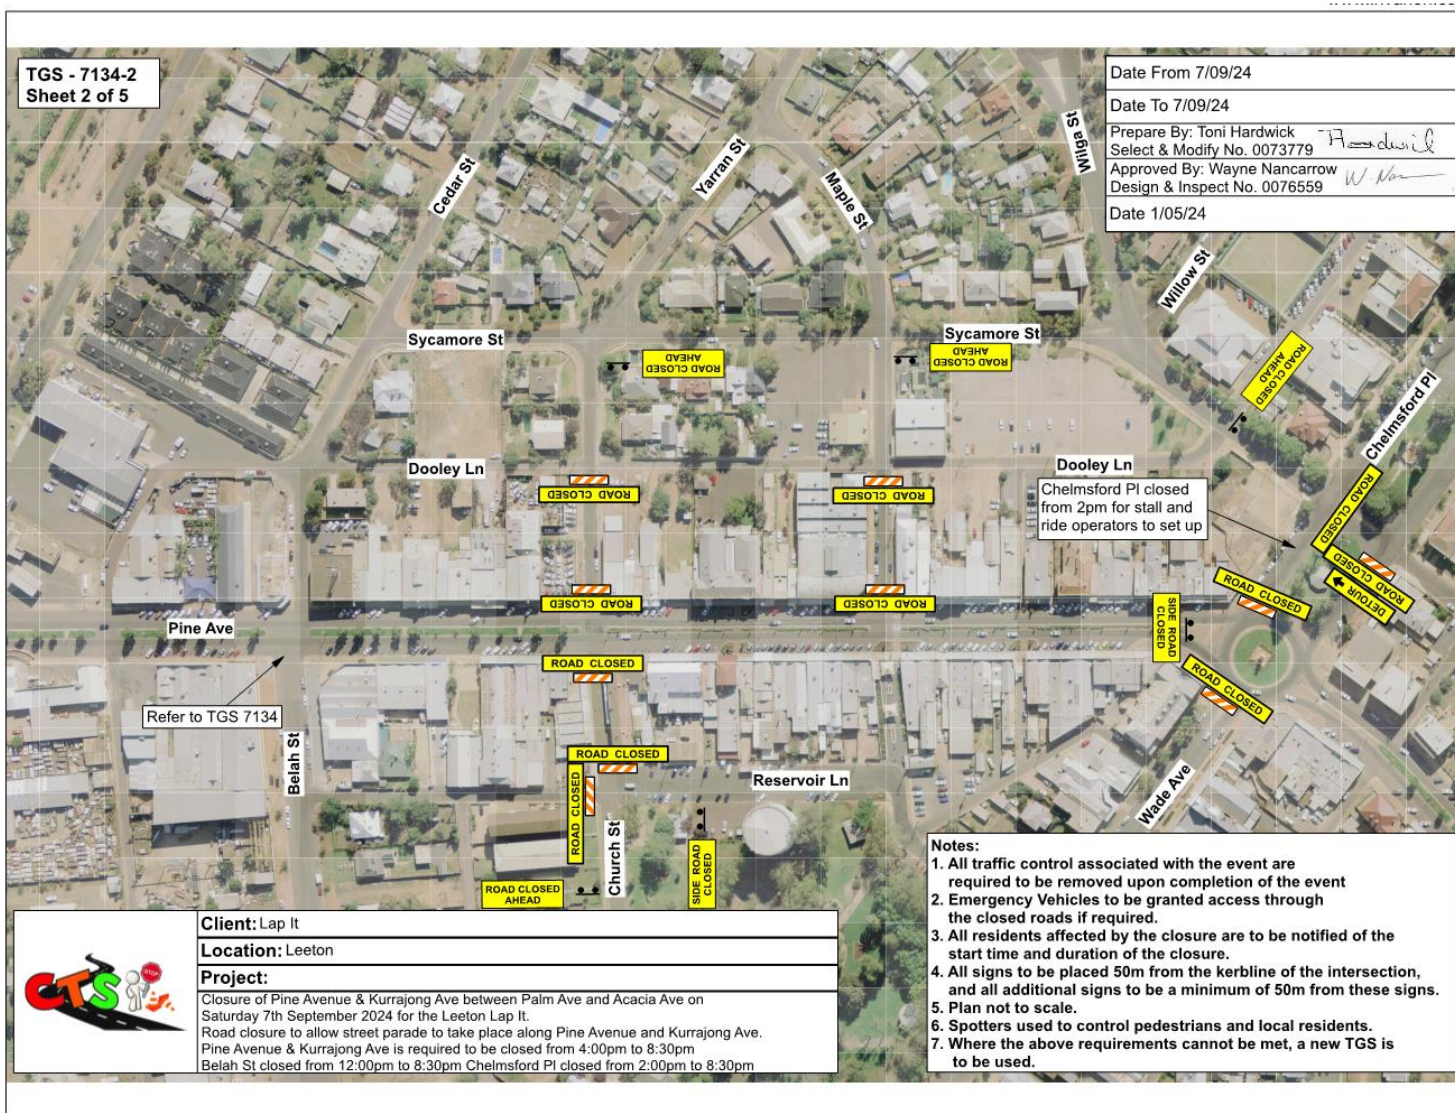 TGS - 7134-2
Sheet 2 of 5
Date From 7/09/24
Date To 7/09/24
Prepare By: Toni Hardwick
Select & Modify No. 0073779
Approved By: Wayne Nancarrow
Design & Inspect No. 0076559
Date 1/05/24
Cedar St
Yarran St
Maple St
Wilga St
Willow St
Sycamore St
Sycamore St
ROAD CLOSED
AHEAD
ROAD CLOSED
AHEAD
ROAD CLOSED
AHEAD
Chelmsford Pl
Dooley Ln
Dooley Ln
ROAD CLOSED
ROAD CLOSED
Chelmsford Pl closed
from 2pm for stall and
ride operators to set up
ROAD CLOSED
ROAD CLOSED
DETOUR
ROAD CLOSED
ROAD CLOSED
ROAD CLOSED
SIDE ROAD
CLOSED
Pine Ave
ROAD CLOSED
ROAD CLOSED
Refer to TGS 7134
Belah St
ROAD CLOSED
ROAD CLOSED
Reservoir Ln
Wade Ave
Church St
SIDE ROAD
CLOSED
ROAD CLOSED
AHEAD
Notes:
1. All traffic control associated with the event are
required to be removed upon completion of the event
2. Emergency Vehicles to be granted access through
the closed roads if required.
3. All residents affected by the closure are to be notified of the
start time and duration of the closure.
4. All signs to be placed 50m from the kerbline of the intersection,
and all additional signs to be a minimum of 50m from these signs.
5. Plan not to scale.
6. Spotters used to control pedestrians and local residents.
7. Where the above requirements cannot be met, a new TGS is
to be used.
CTS
STOP
Client: Lap It
Location: Leeton
Project:
Closure of Pine Avenue & Kurrajong Ave between Palm Ave and Acacia Ave on
Saturday 7th September 2024 for the Leeton Lap It.
Road closure to allow street parade to take place along Pine Avenue and Kurrajong Ave.
Pine Avenue & Kurrajong Ave is required to be closed from 4:00pm to 8:30pm
Belah St closed from 12:00pm to 8:30pm Chelmsford Pl closed from 2:00pm to 8:30pm